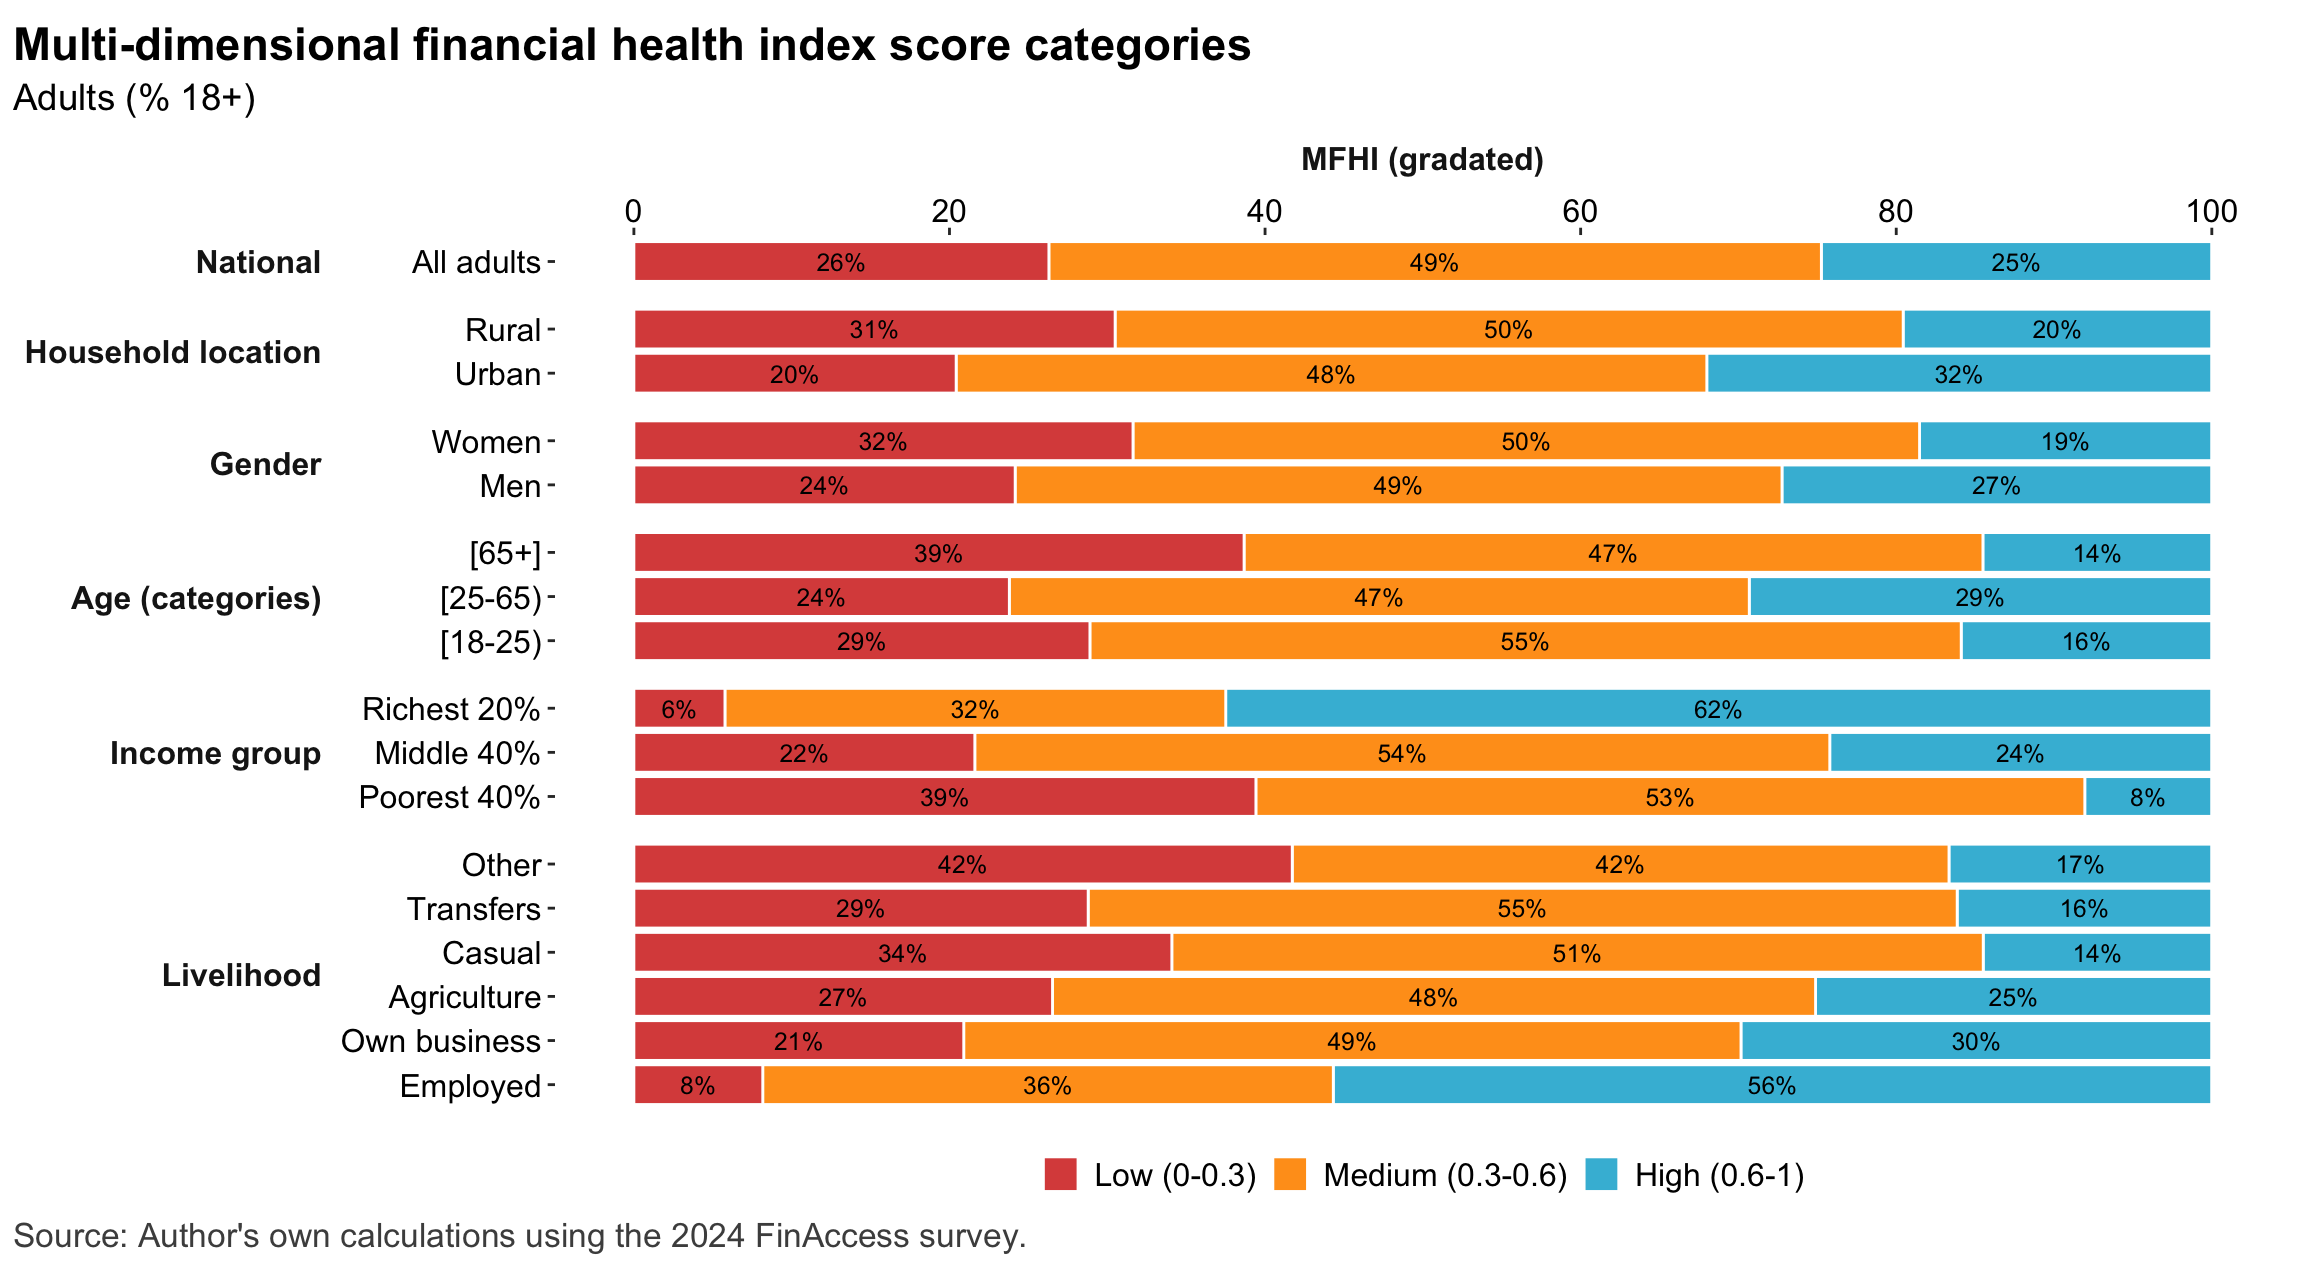 Multi-dimensional financial health index score categories
Adults (% 18+)
MFHI (gradated)
0 20 40 60 80 100
National All adults 26% 49% 25%
Household location
Rural 31% 50% 20%
Urban 20% 48% 32%
Gender
Women 32% 50% 19%
Men 24% 49% 27%
Age (categories)
[65+] 39% 47% 14%
[25-65) 24% 47% 29%
[18-25) 29% 55% 16%
Income group
Richest 20% 6% 32% 62%
Middle 40% 22% 54% 24%
Poorest 40% 39% 53% 8%
Livelihood
Other 42% 42% 17%
Transfers 29% 55% 16%
Casual 34% 51% 14%
Agriculture 27% 48% 25%
Own business 21% 49% 30%
Employed 8% 36% 56%
Low (0-0.3) Medium (0.3-0.6) High (0.6-1)
Source: Author's own calculations using the 2024 FinAccess survey.